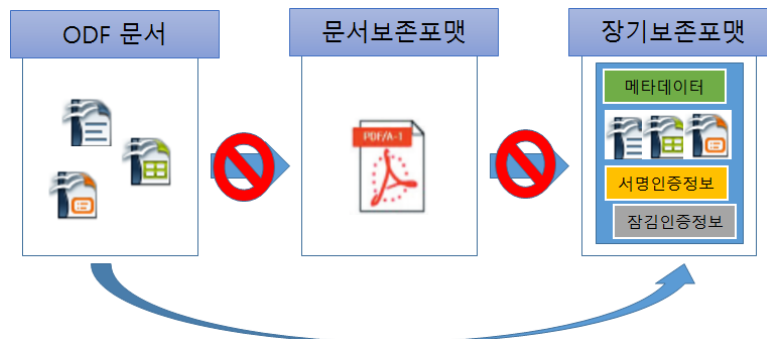 ODF 문서
문서보존포맷
장기보존포맷
PDF/A-1
메타데이터
서명인증정보
잠김인증정보